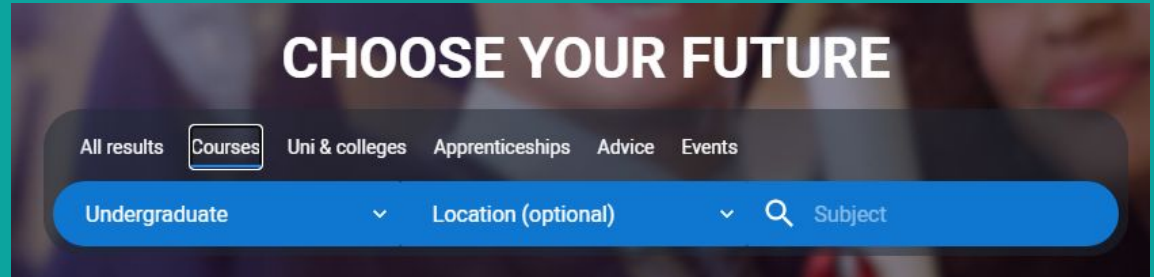 CHOOSE YOUR FUTURE
All results Courses Uni & colleges Apprenticeships Advice Events
Undergraduate Location (optional) Subject